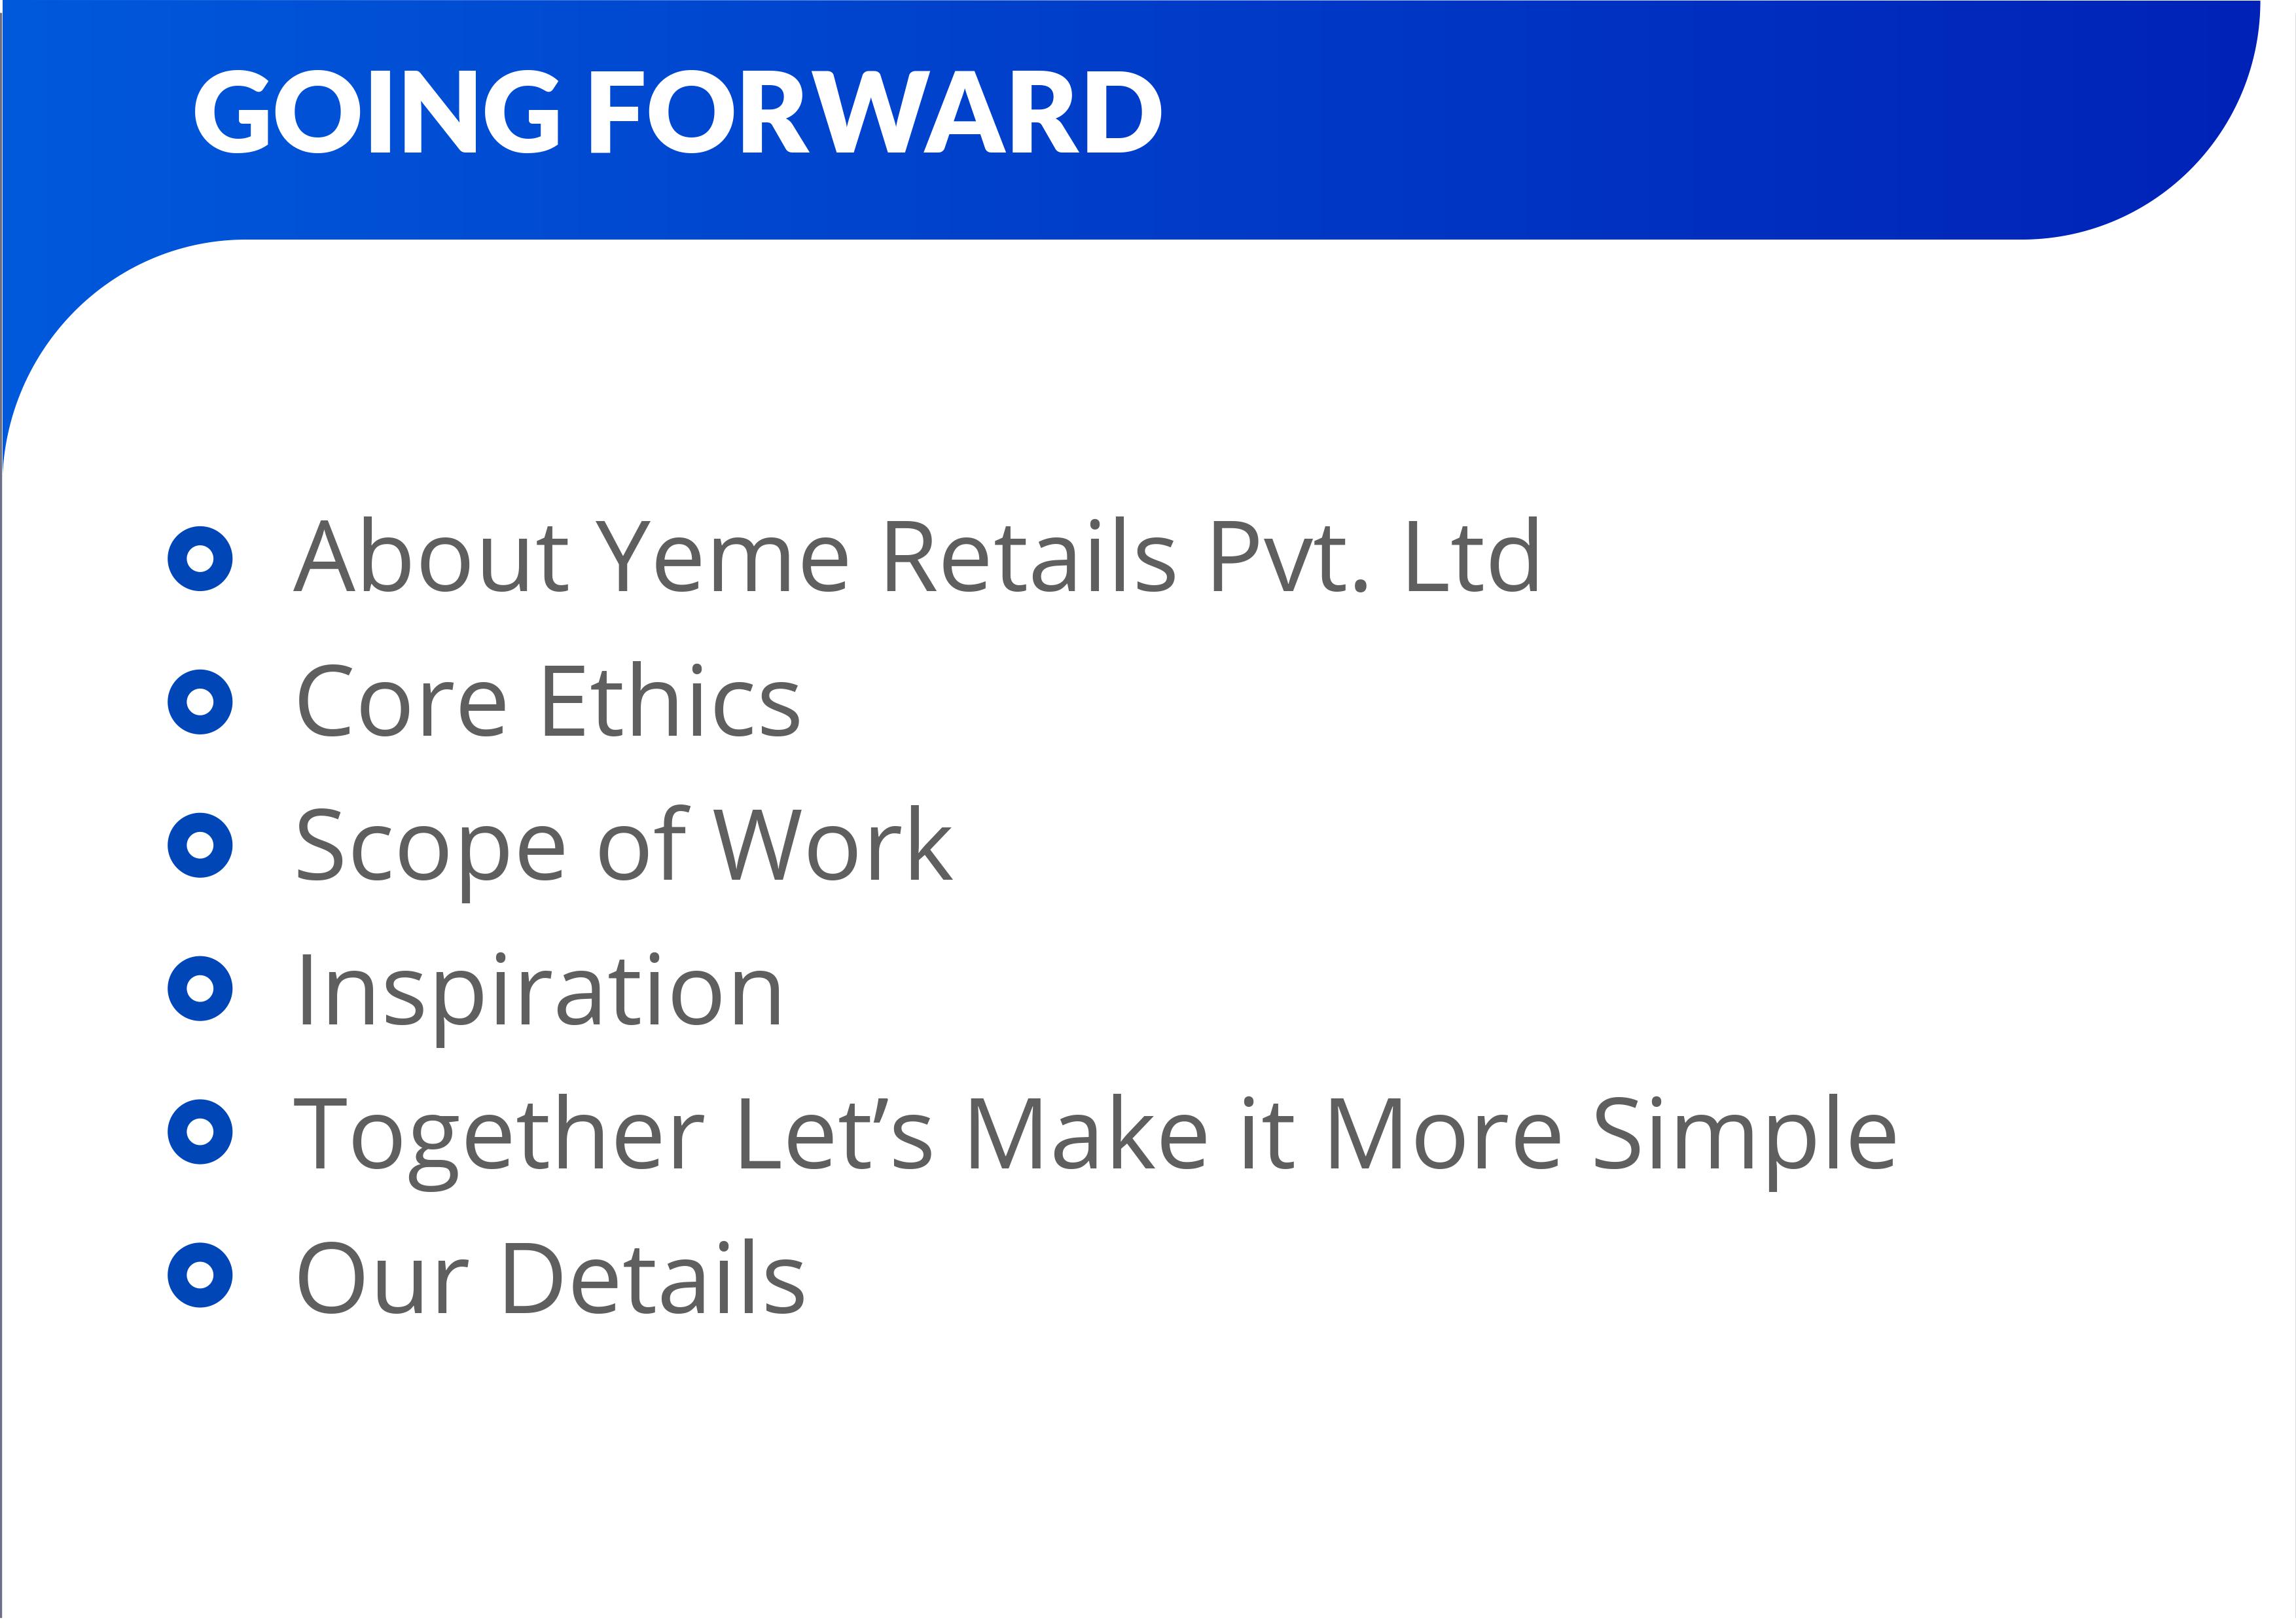 GOING FORWARD
About Yeme Retails Pvt. Ltd
Core Ethics
Scope of Work
Inspiration
Together Let’s Make it More Simple
Our Details